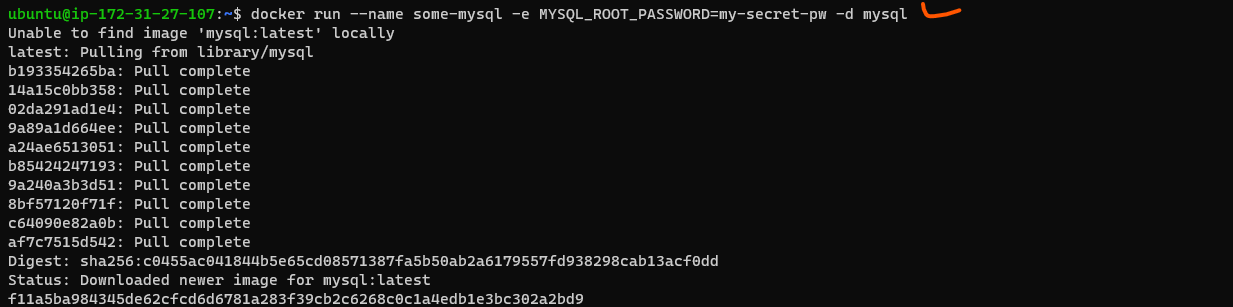 ubuntu@ip-172-31-27-107:~$ docker run --name some-mysql -e MYSQL_ROOT_PASSWORD=my-secret-pw -d mysql
Unable to find image 'mysql:latest' locally
latest: Pulling from library/mysql
b193354265ba: Pull complete
14a15c0bb358: Pull complete
02da291ad1e4: Pull complete
9a89a1d664ee: Pull complete
a24ae6513051: Pull complete
b85424247193: Pull complete
9a240a3b3d51: Pull complete
8bf57120f71f: Pull complete
c64090e82a0b: Pull complete
af7c7515d542: Pull complete
Digest: sha256:c0455ac041844b5e65cd08571387fa5b50ab2a6179557fd938298cab13acf0dd
Status: Downloaded newer image for mysql:latest
f11a5ba984345de62cfcd6d6781a283f39cb2c6268c0c1a4edb1e3bc302a2bd9